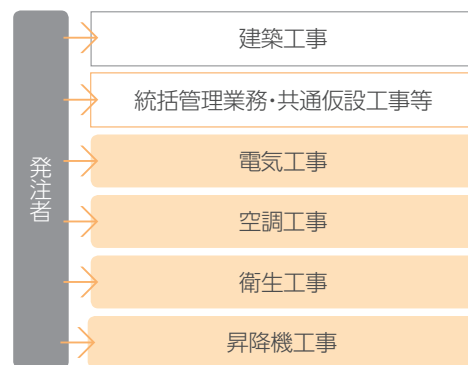 発注者
建築工事
統括管理業務・共通仮設工事等
電気工事
空調工事
衛生工事
昇降機工事